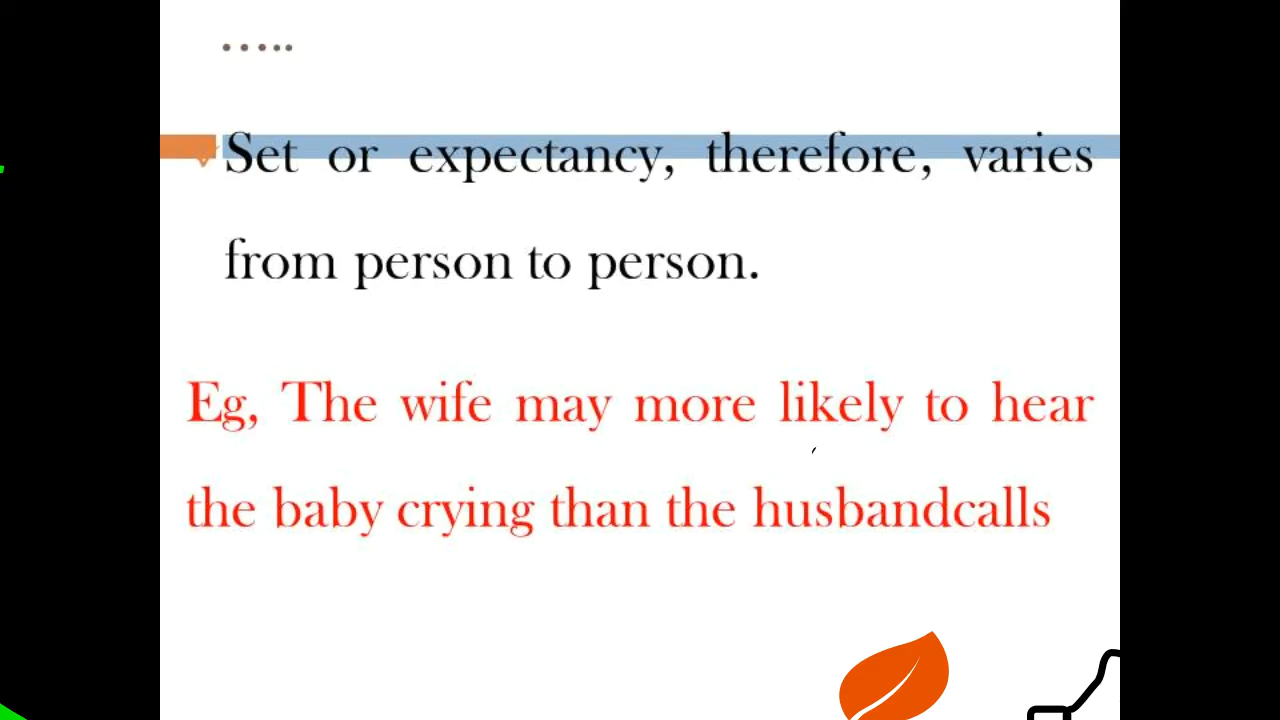 .....
Set or expectancy, therefore, varies
from person to person.
Eg, The wife may more likely to hear
the baby crying than the husbandcalls